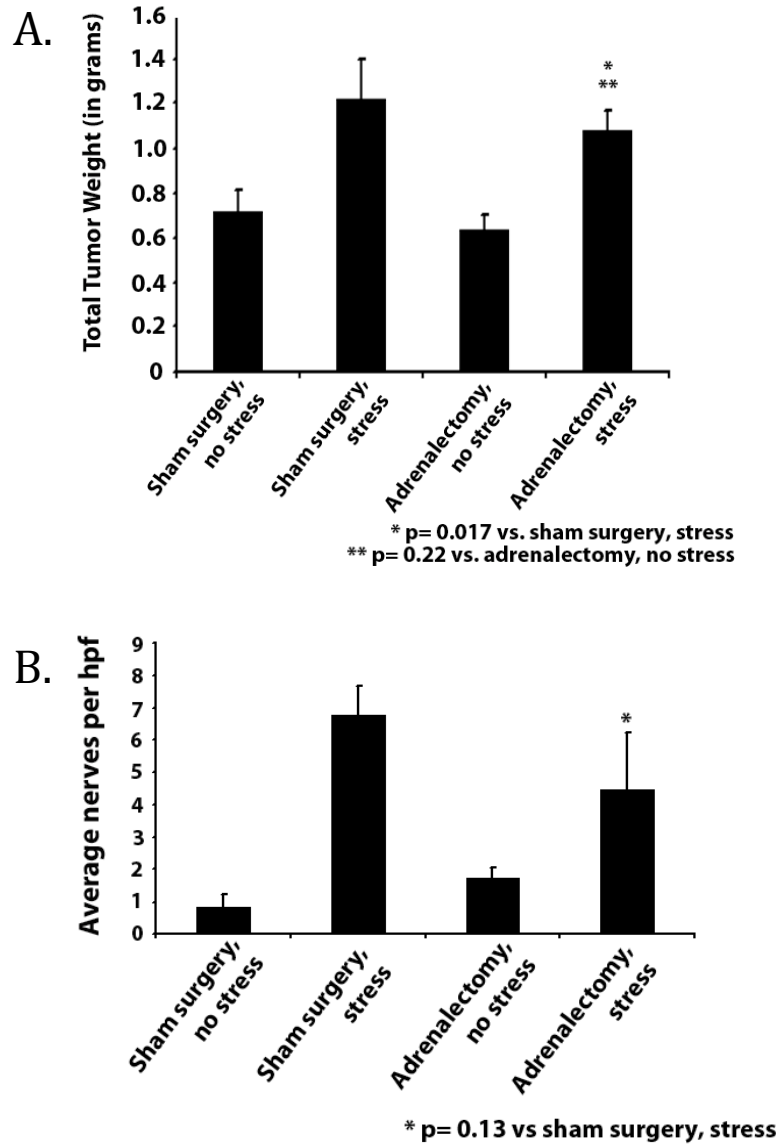 A.
Total Tumor Weight (in grams)
1.6
1.4
1.2
1.0
0.8
0.6
0.4
0.2
0
*
**
Sham surgery,
no stress
Sham surgery,
stress
Adrenalectomy,
no stress
Adrenalectomy,
stress
* p= 0.017 vs. sham surgery, stress
** p= 0.22 vs. adrenalectomy, no stress
B.
Average nerves per hpf
9
8
7
6
5
4
3
2
1
0
*
Sham surgery,
no stress
Sham surgery,
stress
Adrenalectomy,
no stress
Adrenalectomy,
stress
* p= 0.13 vs sham surgery, stress